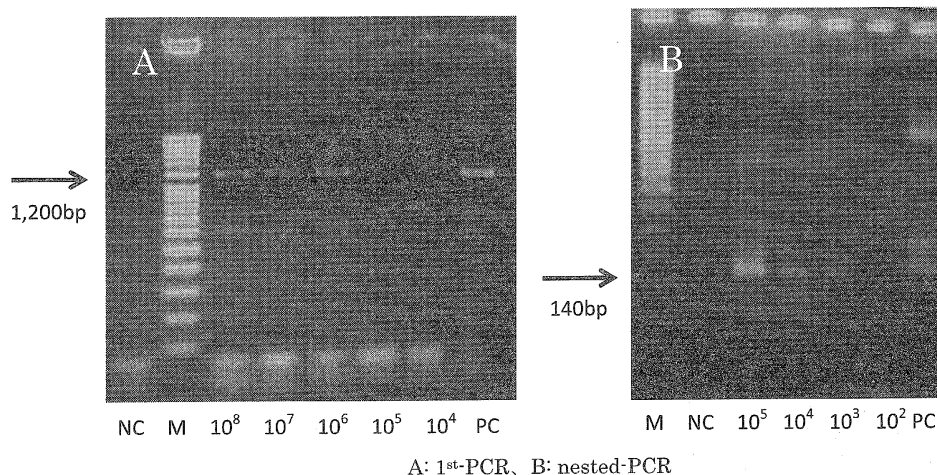 A
B
1,200bp
140bp
NC M 10⁸ 10⁷ 10⁶ 10⁵ 10⁴ PC
M NC 10⁵ 10⁴ 10³ 10² PC
A: 1st-PCR、B: nested-PCR